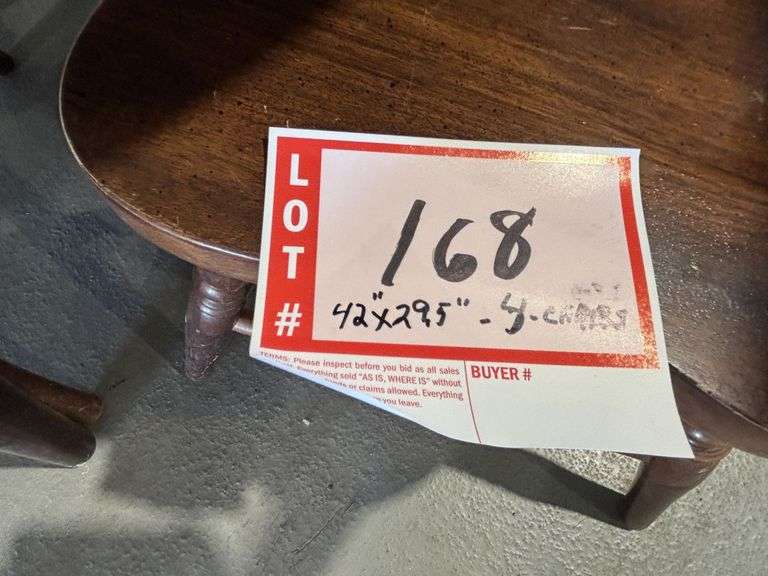 LOT #
168
42" x 29.5" - 4 - CHAIRS
TERMS: Please inspect before you bid as all sales
Everything sold "AS IS, WHERE IS" without
or claims allowed. Everything
you leave.
BUYER #